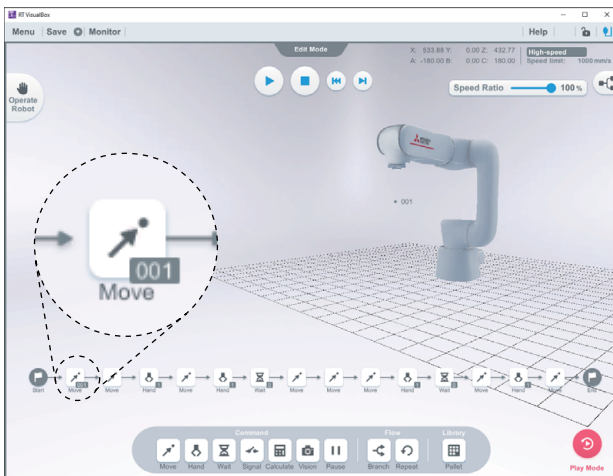 RT VisualBox
Menu Save Monitor Help
Edit Mode
X: 533.88 Y: 0.00 Z: 432.77 High-speed
A: -180.00 B: 0.00 C: 180.00 Speed limit: 1000 mm/s
Speed Ratio 100 %
Operate
Robot
001
001
Move
Start Move Move Hand Move Hand Wait Move Move Move Hand Wait Move Hand Move End
Command Flow Library
Move Hand Wait Signal Calculate Vision Pause Branch Repeat Pallet
Play Mode